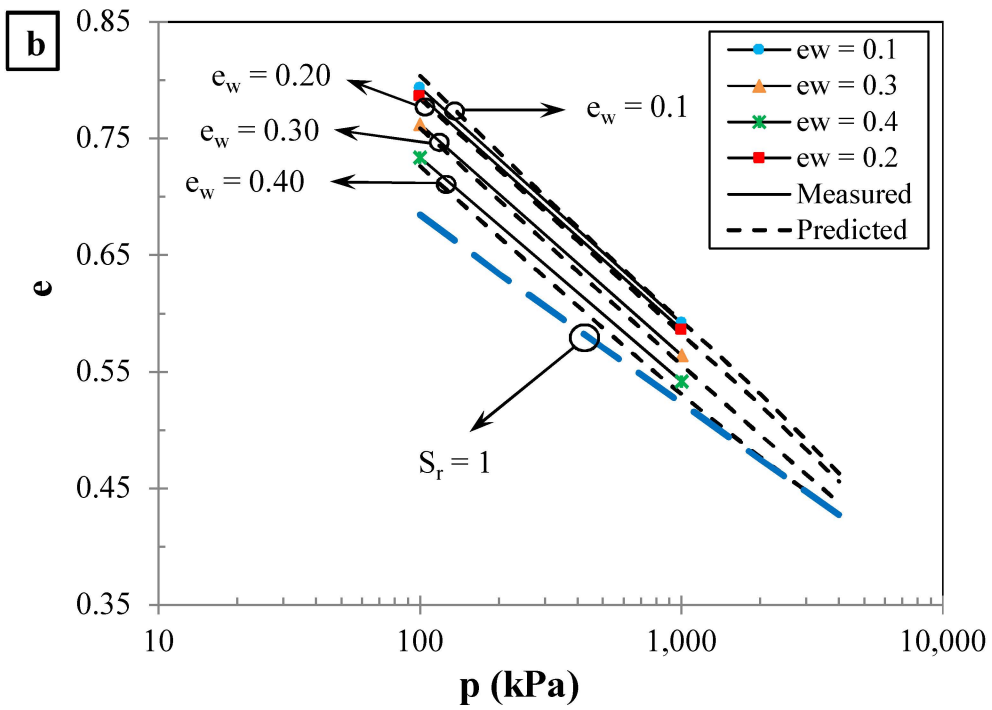 b
0.85
0.75
0.65
0.55
0.45
0.35
e
e_w = 0.20
e_w = 0.30
e_w = 0.40
e_w = 0.1
S_r = 1
ew = 0.1
ew = 0.3
ew = 0.4
ew = 0.2
Measured
Predicted
10
100
1,000
10,000
p (kPa)